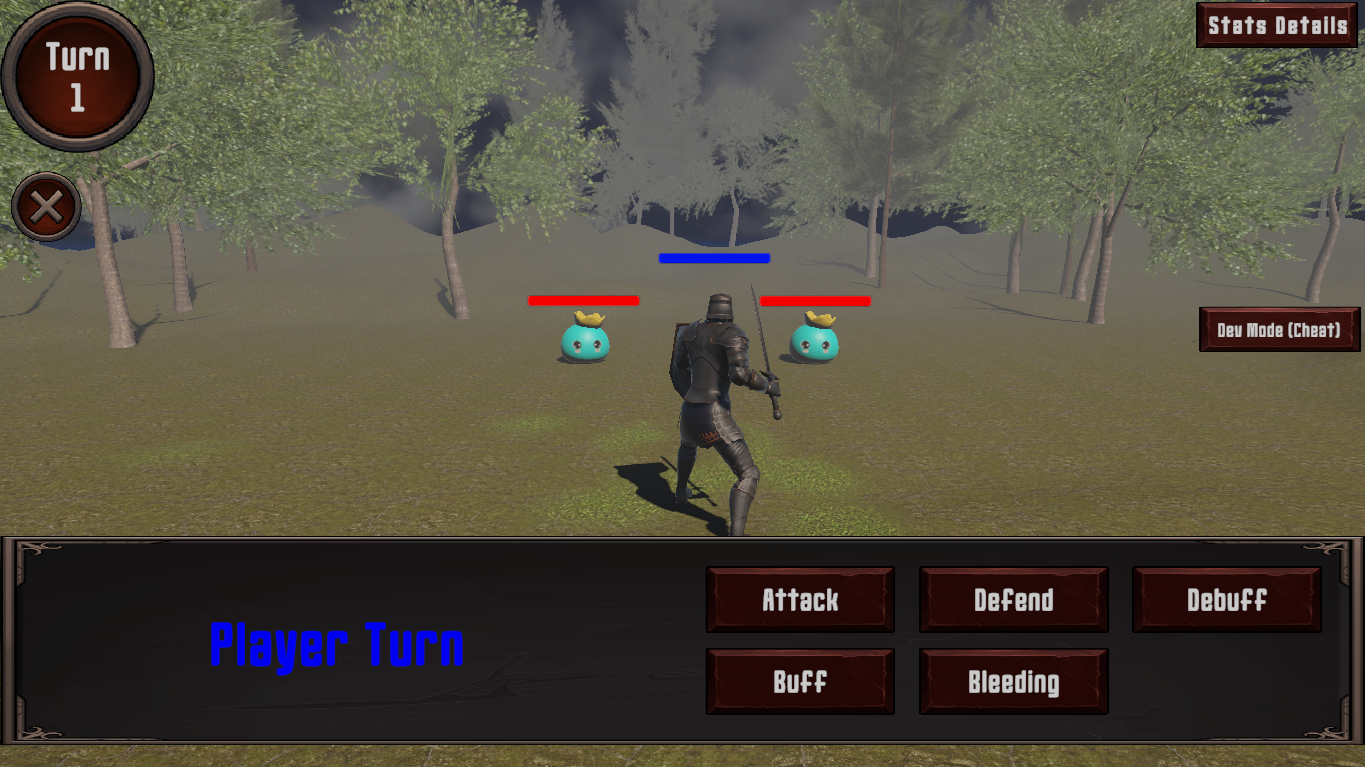 Turn
1
Stats Details
Dev Mode (Cheat)
Player Turn
Attack
Defend
Debuff
Buff
Bleeding